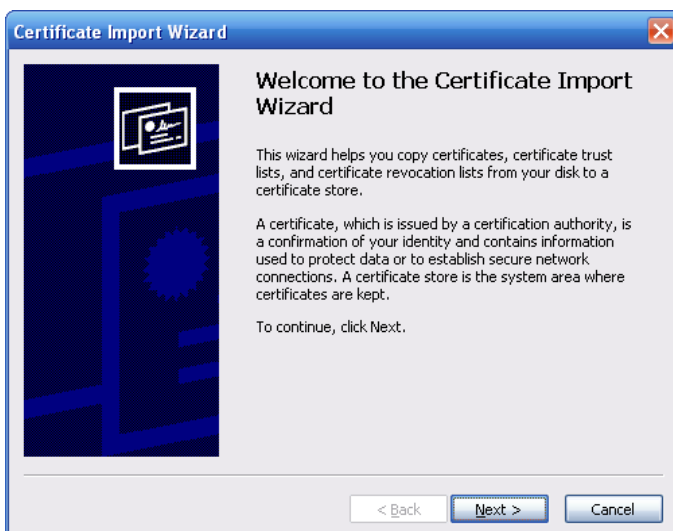 Certificate Import Wizard
Welcome to the Certificate Import
Wizard
This wizard helps you copy certificates, certificate trust
lists, and certificate revocation lists from your disk to a
certificate store.
A certificate, which is issued by a certification authority, is
a confirmation of your identity and contains information
used to protect data or to establish secure network
connections. A certificate store is the system area where
certificates are kept.
To continue, click Next.
< Back Next > Cancel